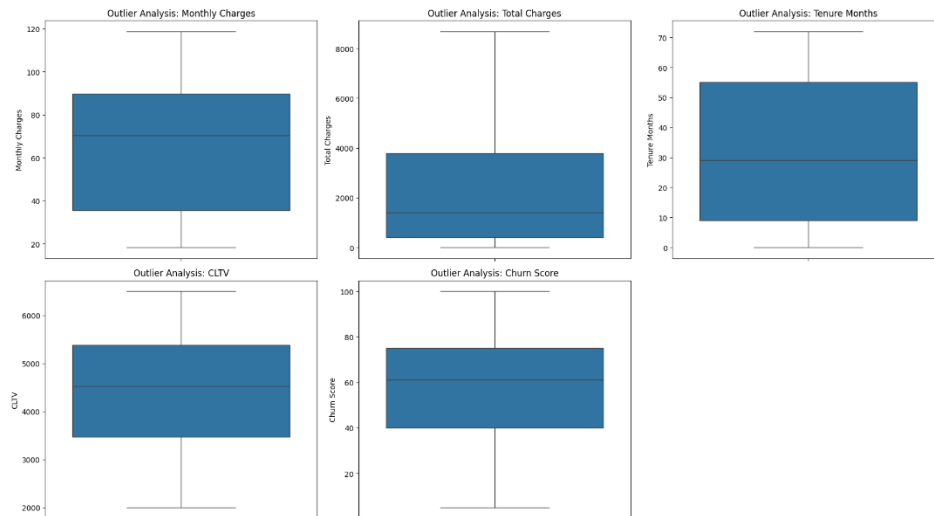 Outlier Analysis: Monthly Charges
Monthly Charges
120
100
80
60
40
20
Outlier Analysis: Total Charges
Total Charges
8000
6000
4000
2000
0
Outlier Analysis: Tenure Months
Tenure Months
70
60
50
40
30
20
10
0
Outlier Analysis: CLTV
CLTV
6000
5000
4000
3000
2000
Outlier Analysis: Churn Score
Churn Score
100
80
60
40
20